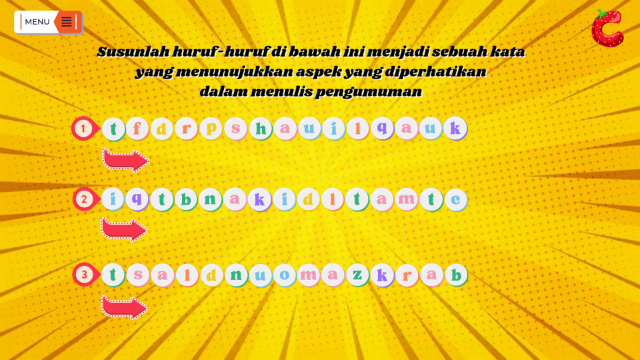 MENU
Susunlah huruf-huruf di bawah ini menjadi sebuah kata
yang menunujukkan aspek yang diperhatikan
dalam menulis pengumuman
1 t f d r p s h a u i l q a u k
2 i q t b n a k i d l t a m t c
3 t s a l d n u o m a z k r a b